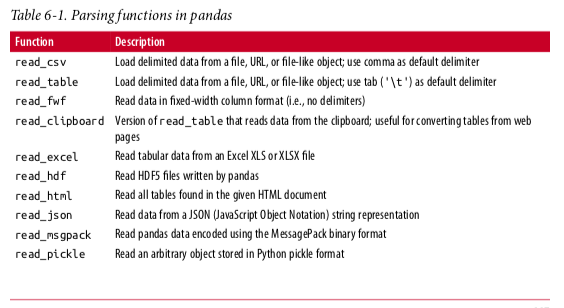 Table 6-1. Parsing functions in pandas
Function Description
read_csv Load delimited data from a file, URL, or file-like object; use comma as default delimiter
read_table Load delimited data from a file, URL, or file-like object; use tab ('\t') as default delimiter
read_fwf Read data in fixed-width column format (i.e., no delimiters)
read_clipboard Version of read_table that reads data from the clipboard; useful for converting tables from web
pages
read_excel Read tabular data from an Excel XLS or XLSX file
read_hdf Read HDF5 files written by pandas
read_html Read all tables found in the given HTML document
read_json Read data from a JSON (JavaScript Object Notation) string representation
read_msgpack Read pandas data encoded using the MessagePack binary format
read_pickle Read an arbitrary object stored in Python pickle format